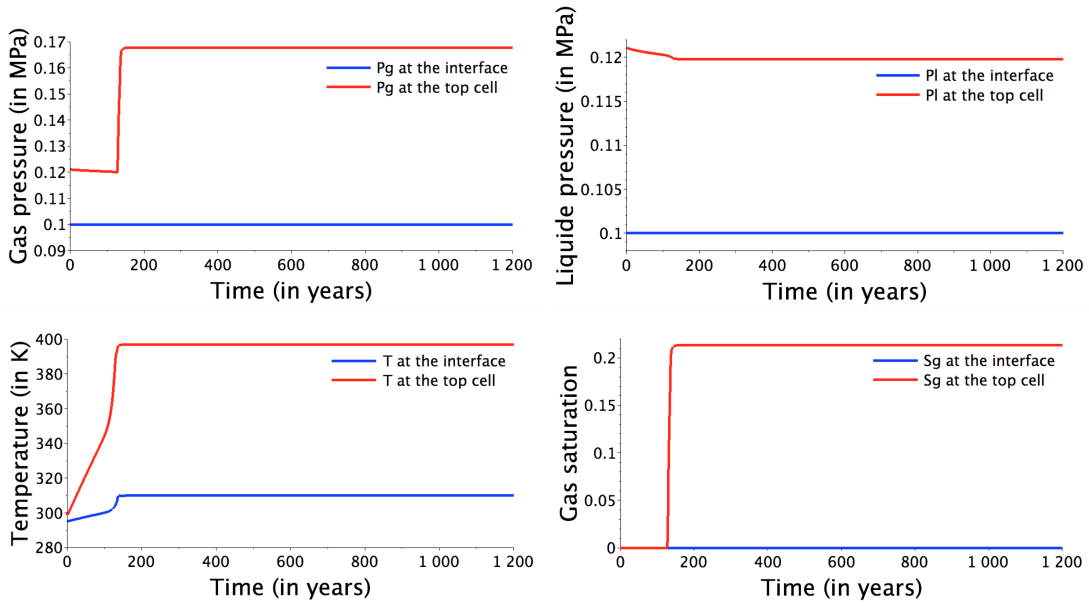 Gas pressure (in MPa)
0.17
0.16
0.15
0.14
0.13
0.12
0.11
0.1
0.09
Pg at the interface
Pg at the top cell
0 200 400 600 800 1 000 1 200
Time (in years)
Liquide pressure (in MPa)
0.12
0.115
0.11
0.105
0.1
Pl at the interface
Pl at the top cell
0 200 400 600 800 1 000 1 200
Time (in years)
Temperature (in K)
400
380
360
340
320
300
280
T at the interface
T at the top cell
0 200 400 600 800 1 000 1 200
Time (in years)
Gas saturation
0.2
0.15
0.1
0.05
0
Sg at the interface
Sg at the top cell
0 200 400 600 800 1 000 1 200
Time (in years)